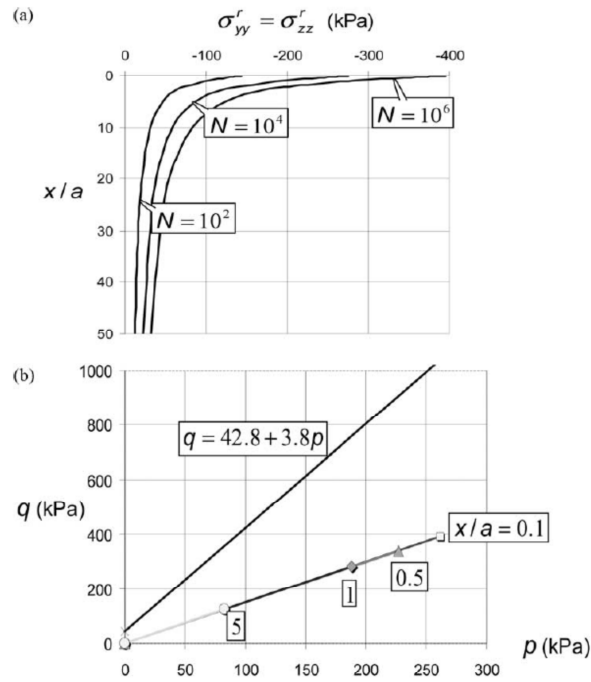 (a)
σ^r_yy = σ^r_zz (kPa)
0 -100 -200 -300 -400
0
N = 10^4
N = 10^6
10
x / a
20
N = 10^2
30
40
50
(b)
1000
800
q = 42.8 + 3.8p
600
q (kPa)
x / a = 0.1
400
0.5
1
200
5
0
p (kPa)
0 50 100 150 200 250 300